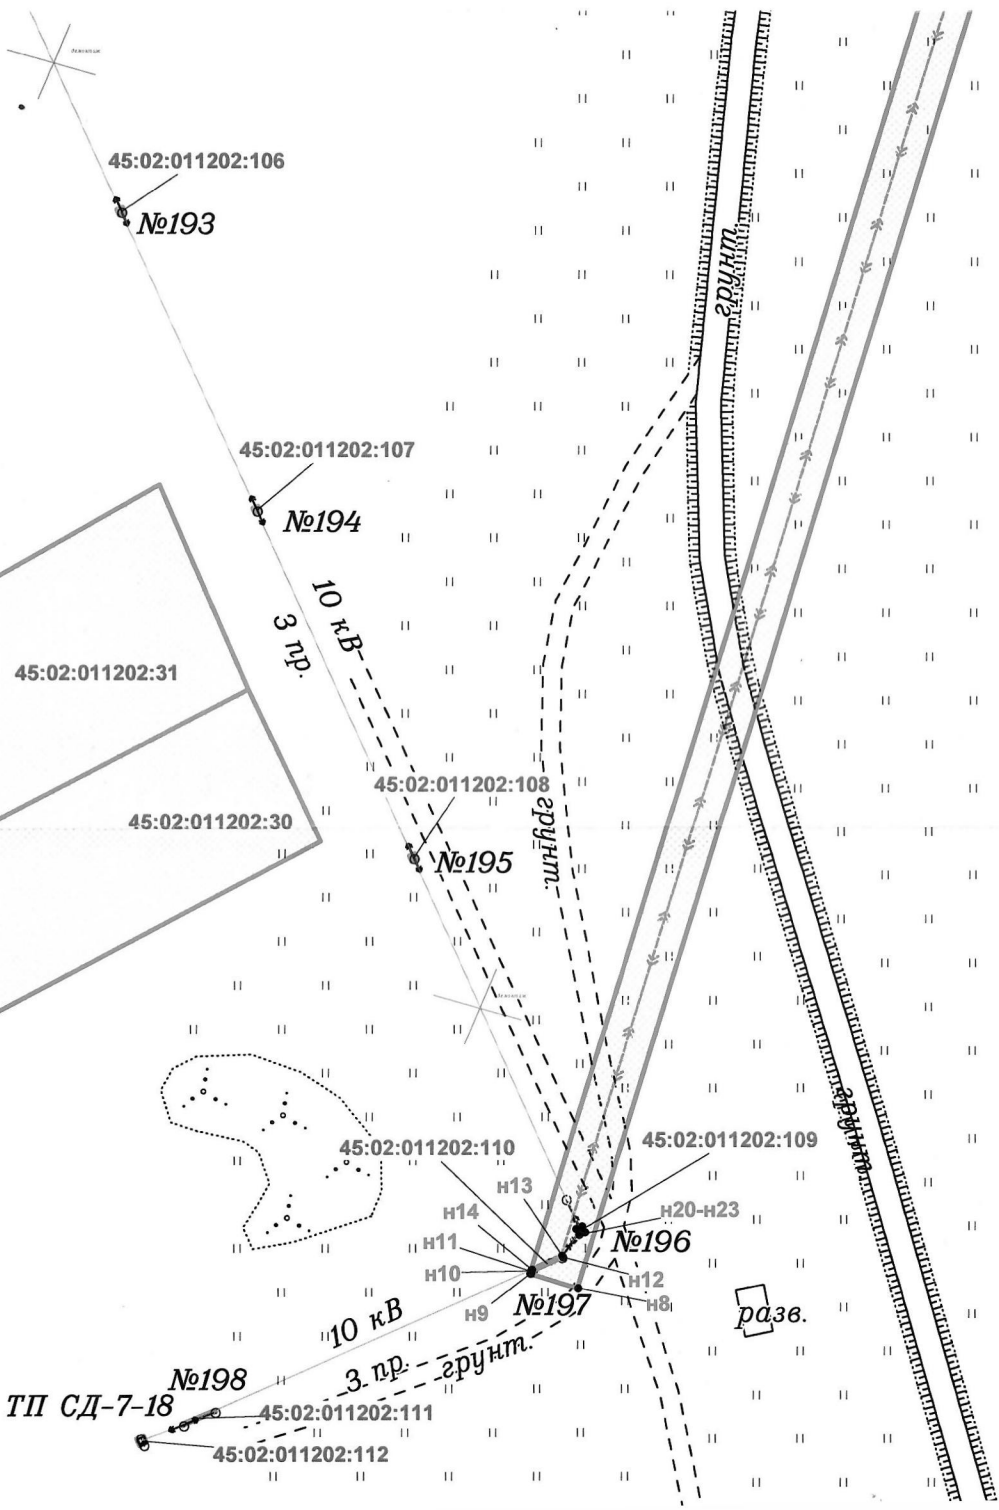 45:02:011202:106
№193
грунт.
45:02:011202:107
№194
10 кВ
3 пр.
45:02:011202:31
45:02:011202:108
45:02:011202:30
грунт.
№195
грунт.
45:02:011202:110
45:02:011202:109
н13
н14
н20-н23
н11
№196
н10
н12
н9
№197
н8
10 кВ
разв.
3 пр.
грунт.
№198
ТП СД-7-18
45:02:011202:111
45:02:011202:112